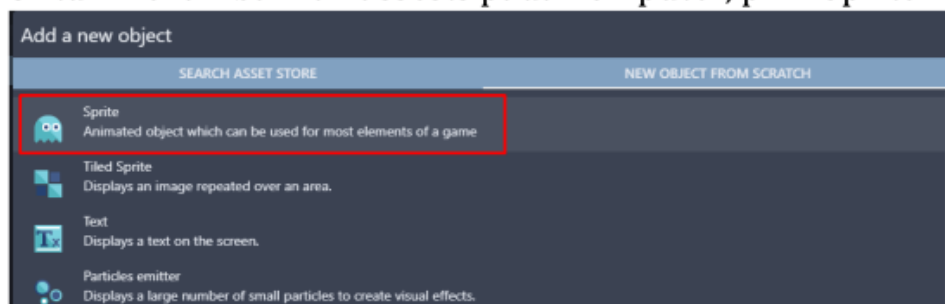 Add a new object
SEARCH ASSET STORE NEW OBJECT FROM SCRATCH
Sprite
Animated object which can be used for most elements of a game
Tiled Sprite
Displays an image repeated over an area.
Tx Text
Displays a text on the screen.
Particles emitter
Displays a large number of small particles to create visual effects.